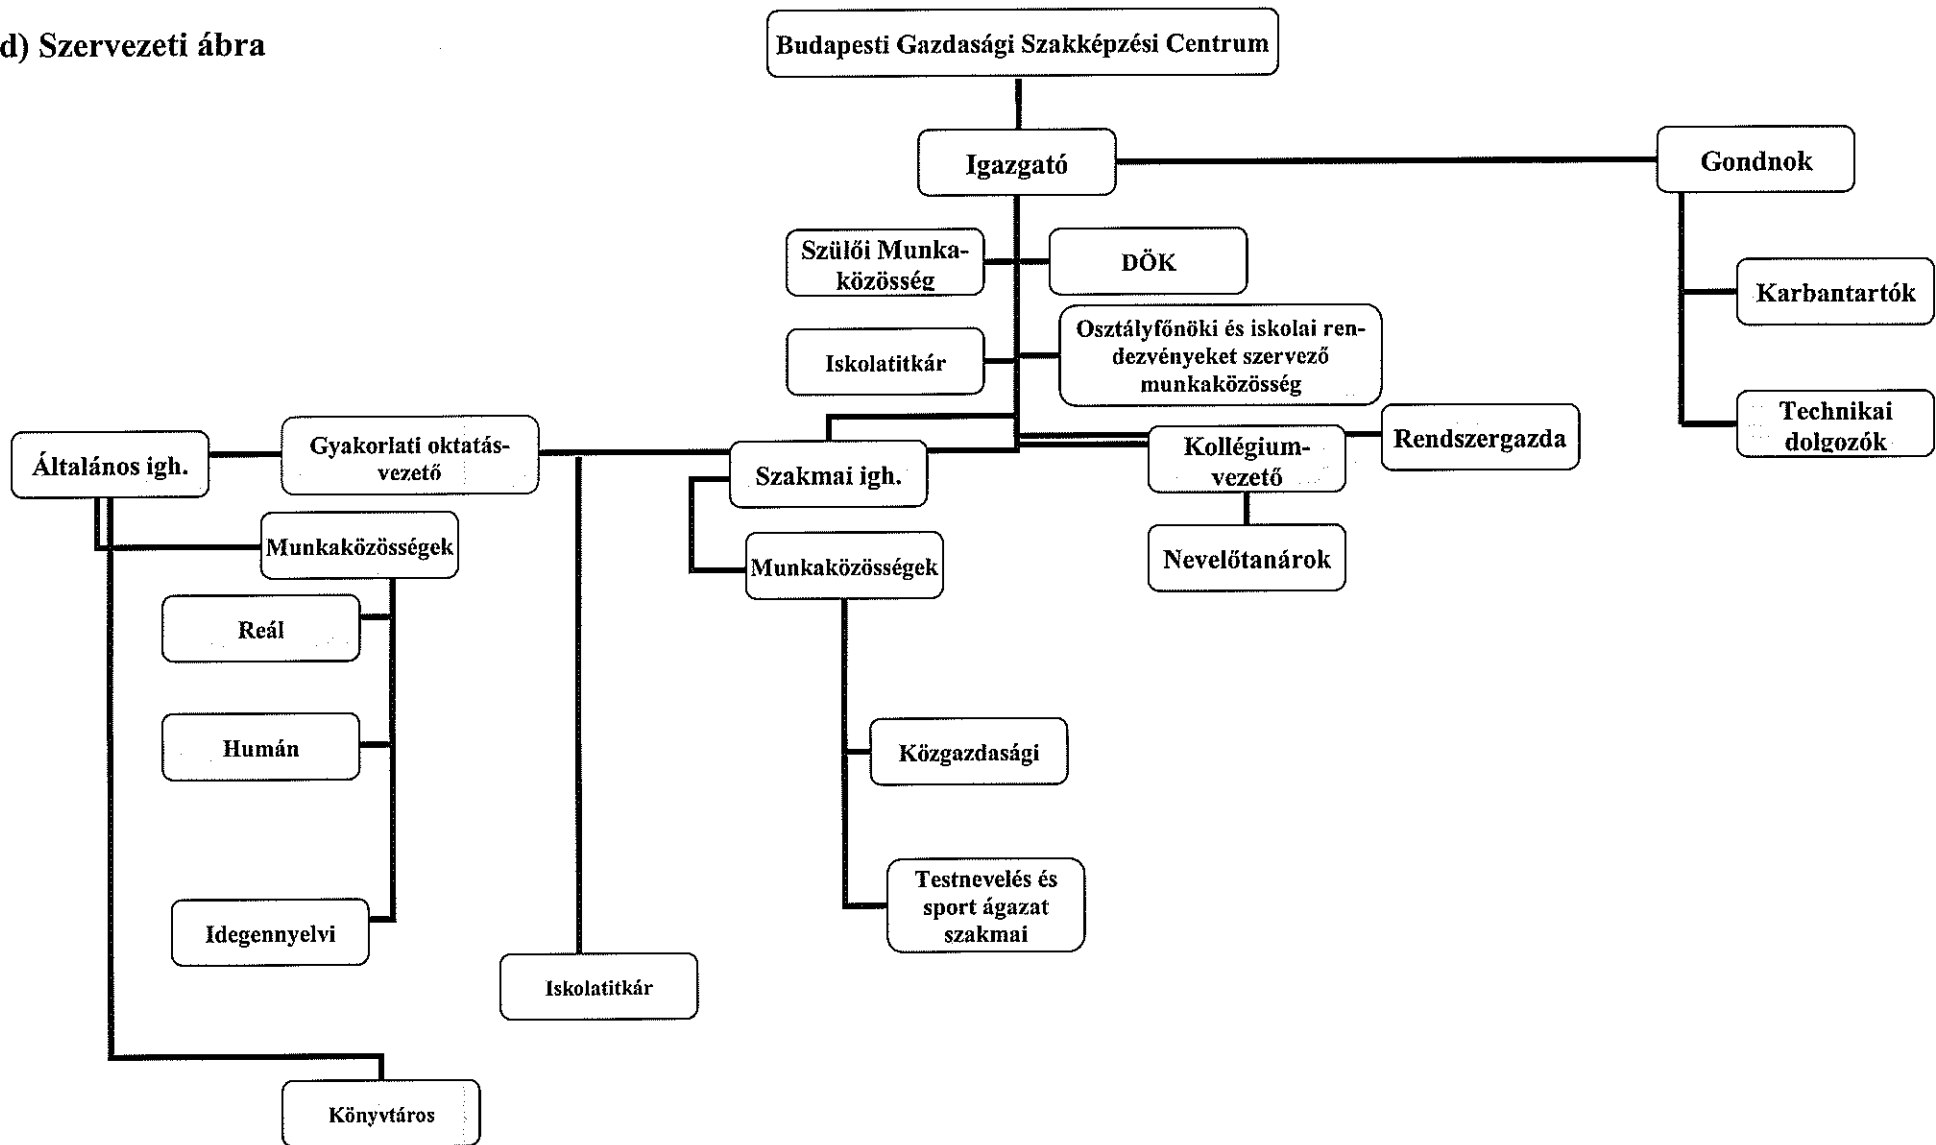 d) Szervezeti ábra
Budapesti Gazdasági Szakképzési Centrum
Igazgató
Gondnok
Szülői Munka-
közösség
DÖK
Karbantartók
Iskolatitkár
Osztályfőnöki és iskolai ren-
dezvényeket szervező
munkaközösség
Technikai
dolgozók
Általános igh.
Gyakorlati oktatás-
vezető
Szakmai igh.
Kollégium-
vezető
Rendszergazda
Munkaközösségek
Munkaközösségek
Nevelőtanárok
Reál
Humán
Közgazdasági
Idegennyelvi
Testnevelés és
sport ágazat
szakmai
Iskolatitkár
Könyvtáros